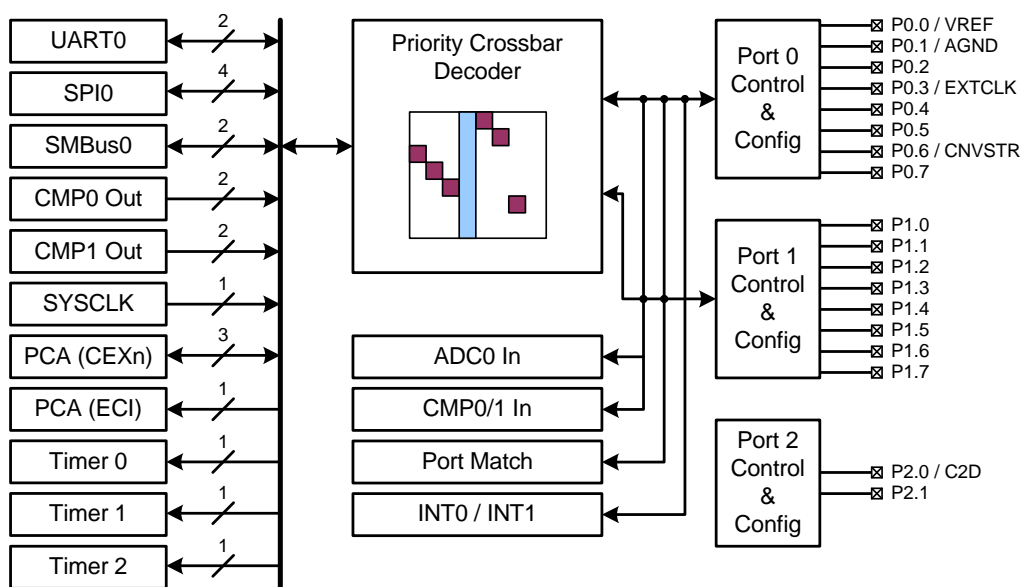 UART0
2
SPI0
4
SMBus0
2
CMP0 Out
2
CMP1 Out
2
SYSCLK
1
PCA (CEXn)
3
PCA (ECI)
1
Timer 0
1
Timer 1
1
Timer 2
1
Priority Crossbar
Decoder
ADC0 In
CMP0/1 In
Port Match
INT0 / INT1
Port 0
Control
&
Config
P0.0 / VREF
P0.1 / AGND
P0.2
P0.3 / EXTCLK
P0.4
P0.5
P0.6 / CNVSTR
P0.7
Port 1
Control
&
Config
P1.0
P1.1
P1.2
P1.3
P1.4
P1.5
P1.6
P1.7
Port 2
Control
&
Config
P2.0 / C2D
P2.1